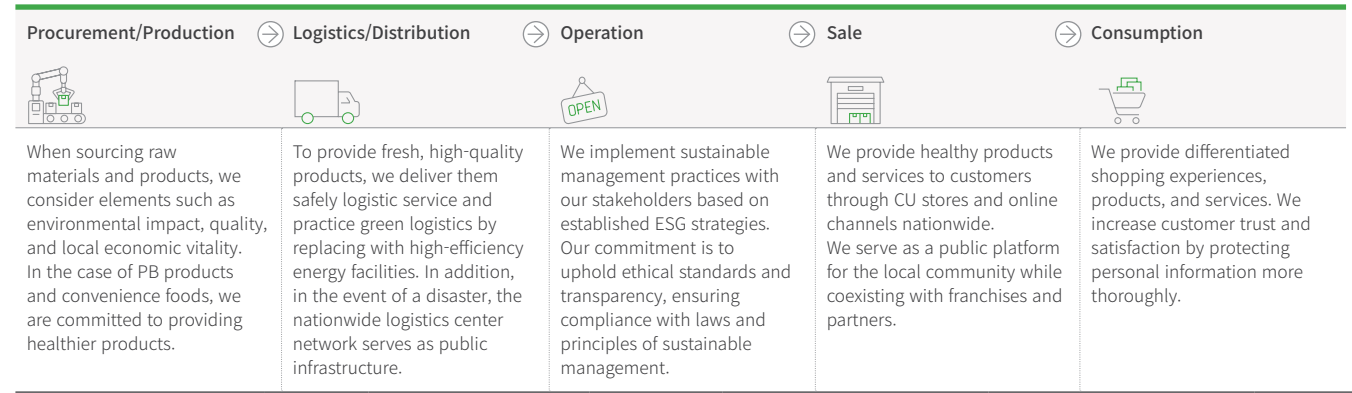 Procurement/Production
Logistics/Distribution
Operation
Sale
Consumption
OPEN
When sourcing raw
materials and products, we
consider elements such as
environmental impact, quality,
and local economic vitality.
In the case of PB products
and convenience foods, we
are committed to providing
healthier products.
To provide fresh, high-quality
products, we deliver them
safely logistic service and
practice green logistics by
replacing with high-efficiency
energy facilities. In addition,
in the event of a disaster, the
nationwide logistics center
network serves as public
infrastructure.
We implement sustainable
management practices with
our stakeholders based on
established ESG strategies.
Our commitment is to
uphold ethical standards and
transparency, ensuring
compliance with laws and
principles of sustainable
management.
We provide healthy products
and services to customers
through CU stores and online
channels nationwide.
We serve as a public platform
for the local community while
coexisting with franchises and
partners.
We provide differentiated
shopping experiences,
products, and services. We
increase customer trust and
satisfaction by protecting
personal information more
thoroughly.